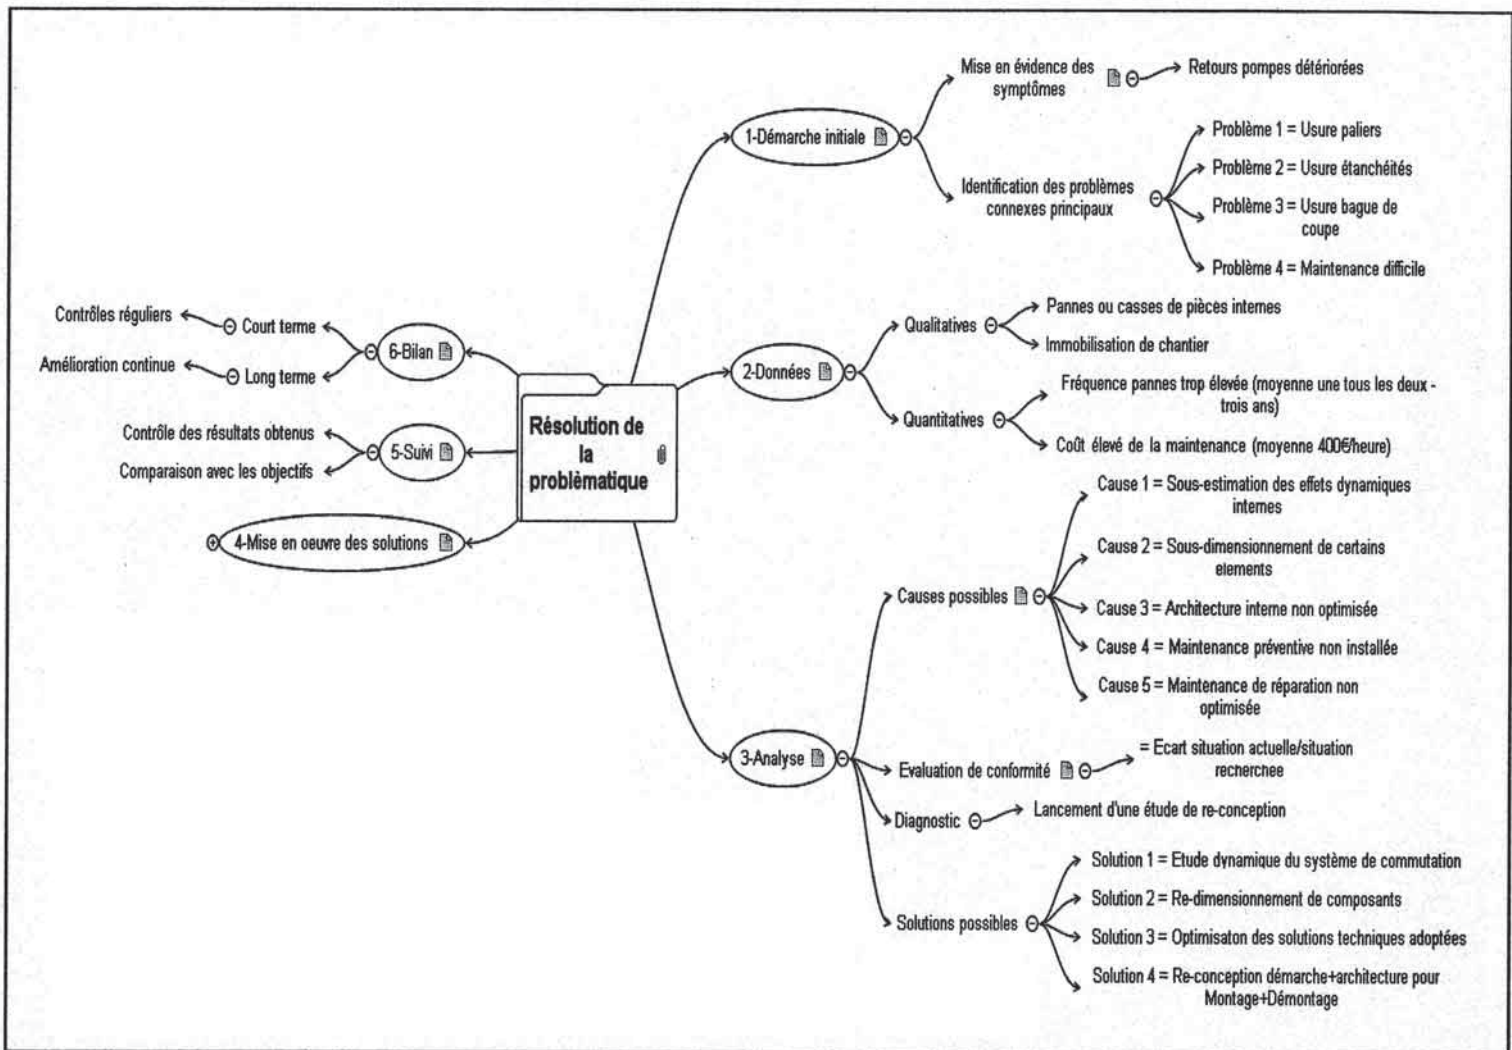 Résolution de
la
problèmatique
1-Démarche initiale
Mise en évidence des
symptômes
Retours pompes détériorées
Identification des problèmes
connexes principaux
Problème 1 = Usure paliers
Problème 2 = Usure étanchéités
Problème 3 = Usure bague de
coupe
Problème 4 = Maintenance difficile
2-Données
Qualitatives
Pannes ou casses de pièces internes
Immobilisation de chantier
Quantitatives
Fréquence pannes trop élevée (moyenne une tous les deux -
trois ans)
Coût élevé de la maintenance (moyenne 400€/heure)
3-Analyse
Causes possibles
Cause 1 = Sous-estimation des effets dynamiques
internes
Cause 2 = Sous-dimensionnement de certains
elements
Cause 3 = Architecture interne non optimisée
Cause 4 = Maintenance préventive non installée
Cause 5 = Maintenance de réparation non
optimisée
Evaluation de conformité
= Ecart situation actuelle/situation
recherchee
Diagnostic
Lancement d'une étude de re-conception
Solutions possibles
Solution 1 = Etude dynamique du système de commutation
Solution 2 = Re-dimensionnement de composants
Solution 3 = Optimisaton des solutions techniques adoptées
Solution 4 = Re-conception démarche+architecture pour
Montage+Démontage
4-Mise en oeuvre des solutions
5-Suivi
Contrôle des résultats obtenus
Comparaison avec les objectifs
6-Bilan
Court terme
Contrôles réguliers
Long terme
Amélioration continue